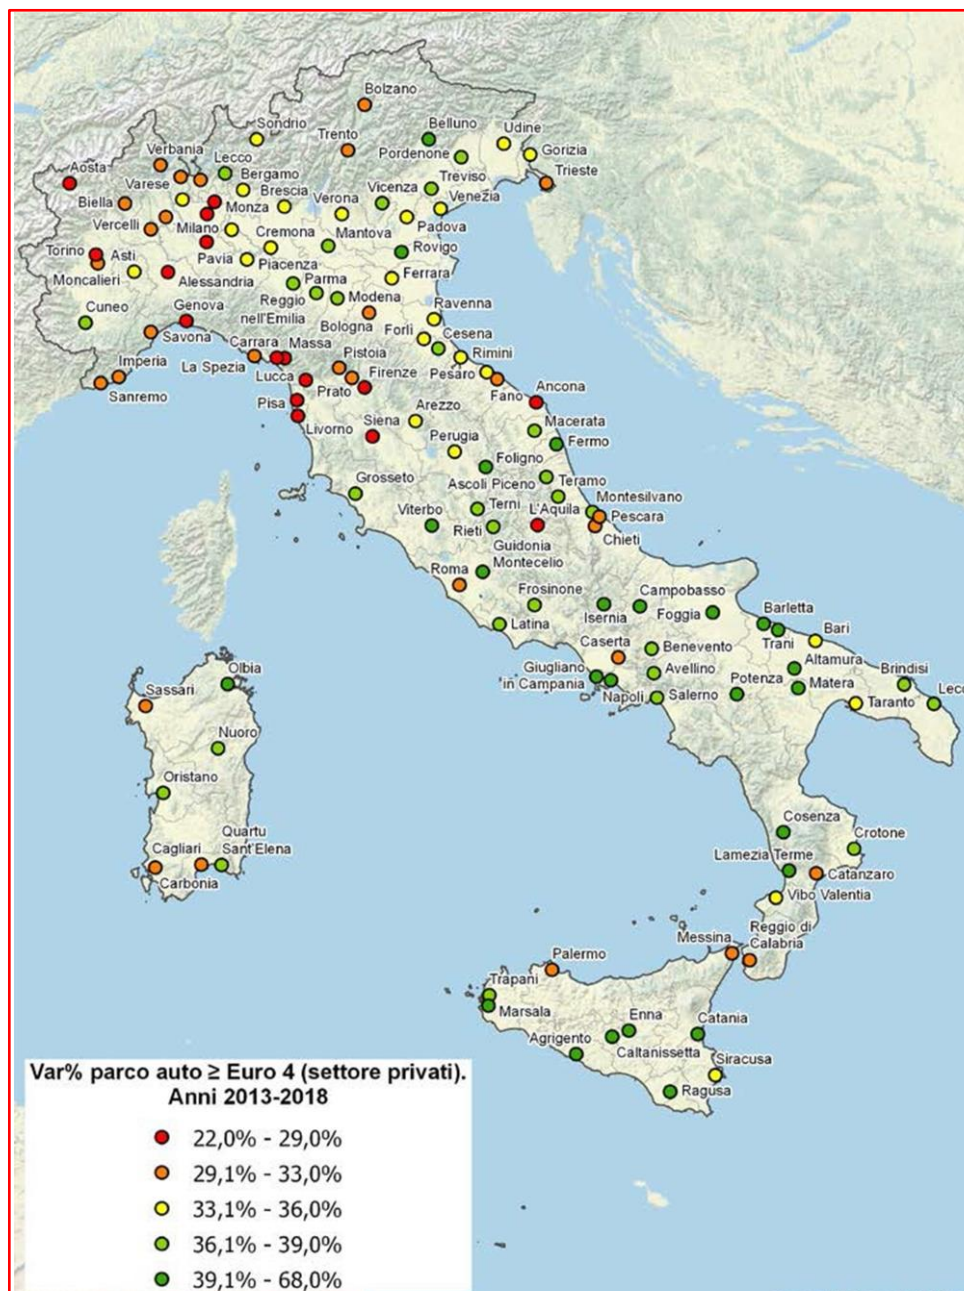 Bolzano
Sondrio
Belluno
Udine
Trento
Verbania
Pordenone
Gorizia
Lecco
Aosta
Bergamo
Treviso
Trieste
Varese
Vicenza
Brescia
Biella
Monza
Verona
Venezia
Vercelli
Milano
Cremona
Mantova
Padova
Torino
Asti
Rovigo
Pavia
Piacenza
Moncalieri
Alessandria
Parma
Ferrara
Cuneo
Genova
Reggio
nell'Emilia
Modena
Ravenna
Bologna
Forlì
Cesena
Savona
Carrara
Massa
Pistoia
Rimini
Imperia
La Spezia
Firenze
Pesaro
Lucca
Prato
Fano
Ancona
Sanremo
Pisa
Siena
Arezzo
Livorno
Macerata
Perugia
Fermo
Foligno
Grosseto
Ascoli Piceno
Teramo
Terni
Montesilvano
Viterbo
L'Aquila
Pescara
Rieti
Chieti
Guidonia
Montecelio
Roma
Frosinone
Campobasso
Isernia
Foggia
Barletta
Latina
Trani
Bari
Caserta
Benevento
Altamura
Olbia
Giugliano
in Campania
Avellino
Potenza
Brindisi
Sassari
Matera
Napoli
Salerno
Taranto
Lecc
Nuoro
Oristano
Cosenza
Quartu
Sant'Elena
Crotone
Cagliari
Lamezia Terme
Carbonia
Catanzaro
Vibo Valentia
Messina
Reggio di
Calabria
Palermo
Trapani
Marsala
Enna
Catania
Agrigento
Caltanissetta
Siracusa
Ragusa
Var% parco auto ≥ Euro 4 (settore privati).
Anni 2013-2018
22,0% - 29,0%
29,1% - 33,0%
33,1% - 36,0%
36,1% - 39,0%
39,1% - 68,0%